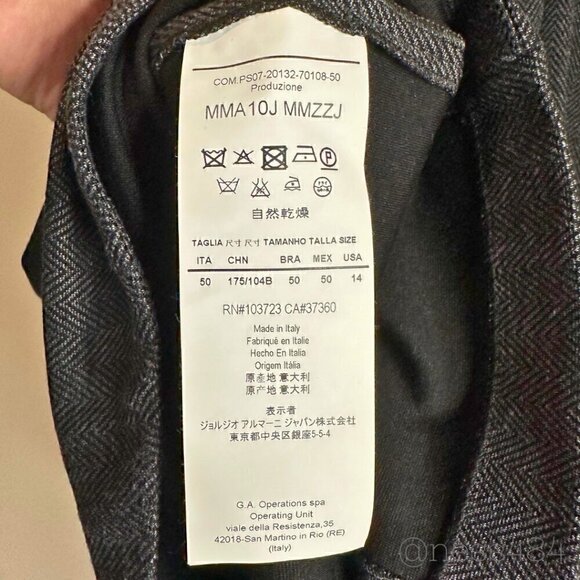 COM:PS07-20132-70108-50
Produzione
MMA10J MMZZJ
P
自然乾燥
TAGLIA 尺寸 尺寸 TAMANHO TALLA SIZE
ITA CHN BRA MEX USA
50 175/104B 50 50 14
RN#103723 CA#37360
Made in Italy
Fabriqué en Italie
Hecho En Italia
Origem Itália
原產地 意大利
原产地 意大利
表示者
ジョルジオ アルマーニ ジャパン株式会社
東京都中央区銀座5-5-4
G.A. Operations spa
Operating Unit
viale della Resistenza,35
42018-San Martino in Rio (RE)
(Italy)